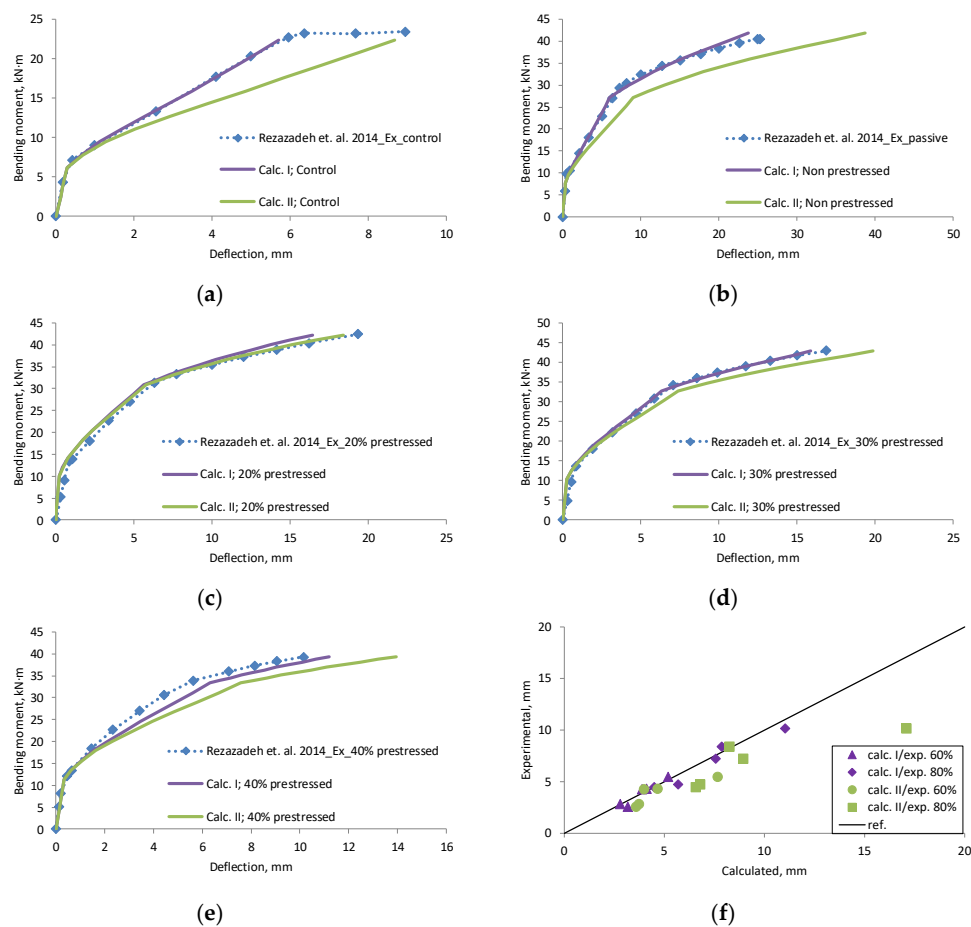 25
20
15
10
5
0
0 2 4 6 8 10
Bending moment, kN·m
Deflection, mm
Rezazadeh et. al. 2014_Ex_control
Calc. I; Control
Calc. II; Control
(a)
45
40
35
30
25
20
15
10
5
0
0 10 20 30 40 50
Bending moment, kN·m
Deflection, mm
Rezazadeh et. al. 2014_Ex_passive
Calc. I; Non prestressed
Calc. II; Non prestressed
(b)
45
40
35
30
25
20
15
10
5
0
0 5 10 15 20 25
Bending moment, kN·m
Deflection, mm
Rezazadeh et. al. 2014_Ex_20% prestressed
Calc. I; 20% prestressed
Calc. II; 20% prestressed
(c)
50
45
40
35
30
25
20
15
10
5
0
0 5 10 15 20 25
Bending moment, kN·m
Deflection, mm
Rezazadeh et. al. 2014_Ex_30% prestressed
Calc. I; 30% prestressed
Calc. II; 30% prestressed
(d)
45
40
35
30
25
20
15
10
5
0
0 2 4 6 8 10 12 14 16
Bending moment, kN·m
Deflection, mm
Rezazadeh et. al. 2014_Ex_40% prestressed
Calc. I; 40% prestressed
Calc. II; 40% prestressed
(e)
20
15
10
5
0
0 5 10 15 20
Experimental, mm
Calculated, mm
calc. I/exp. 60%
calc. I/exp. 80%
calc. II/exp. 60%
calc. II/exp. 80%
ref.
(f)